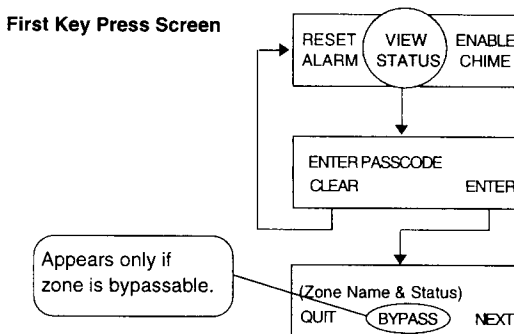 First Key Press Screen
RESET VIEW ENABLE
ALARM STATUS CHIME
ENTER PASSCODE
CLEAR ENTER
Appears only if
zone is bypassable.
(Zone Name & Status)
QUIT BYPASS NEXT